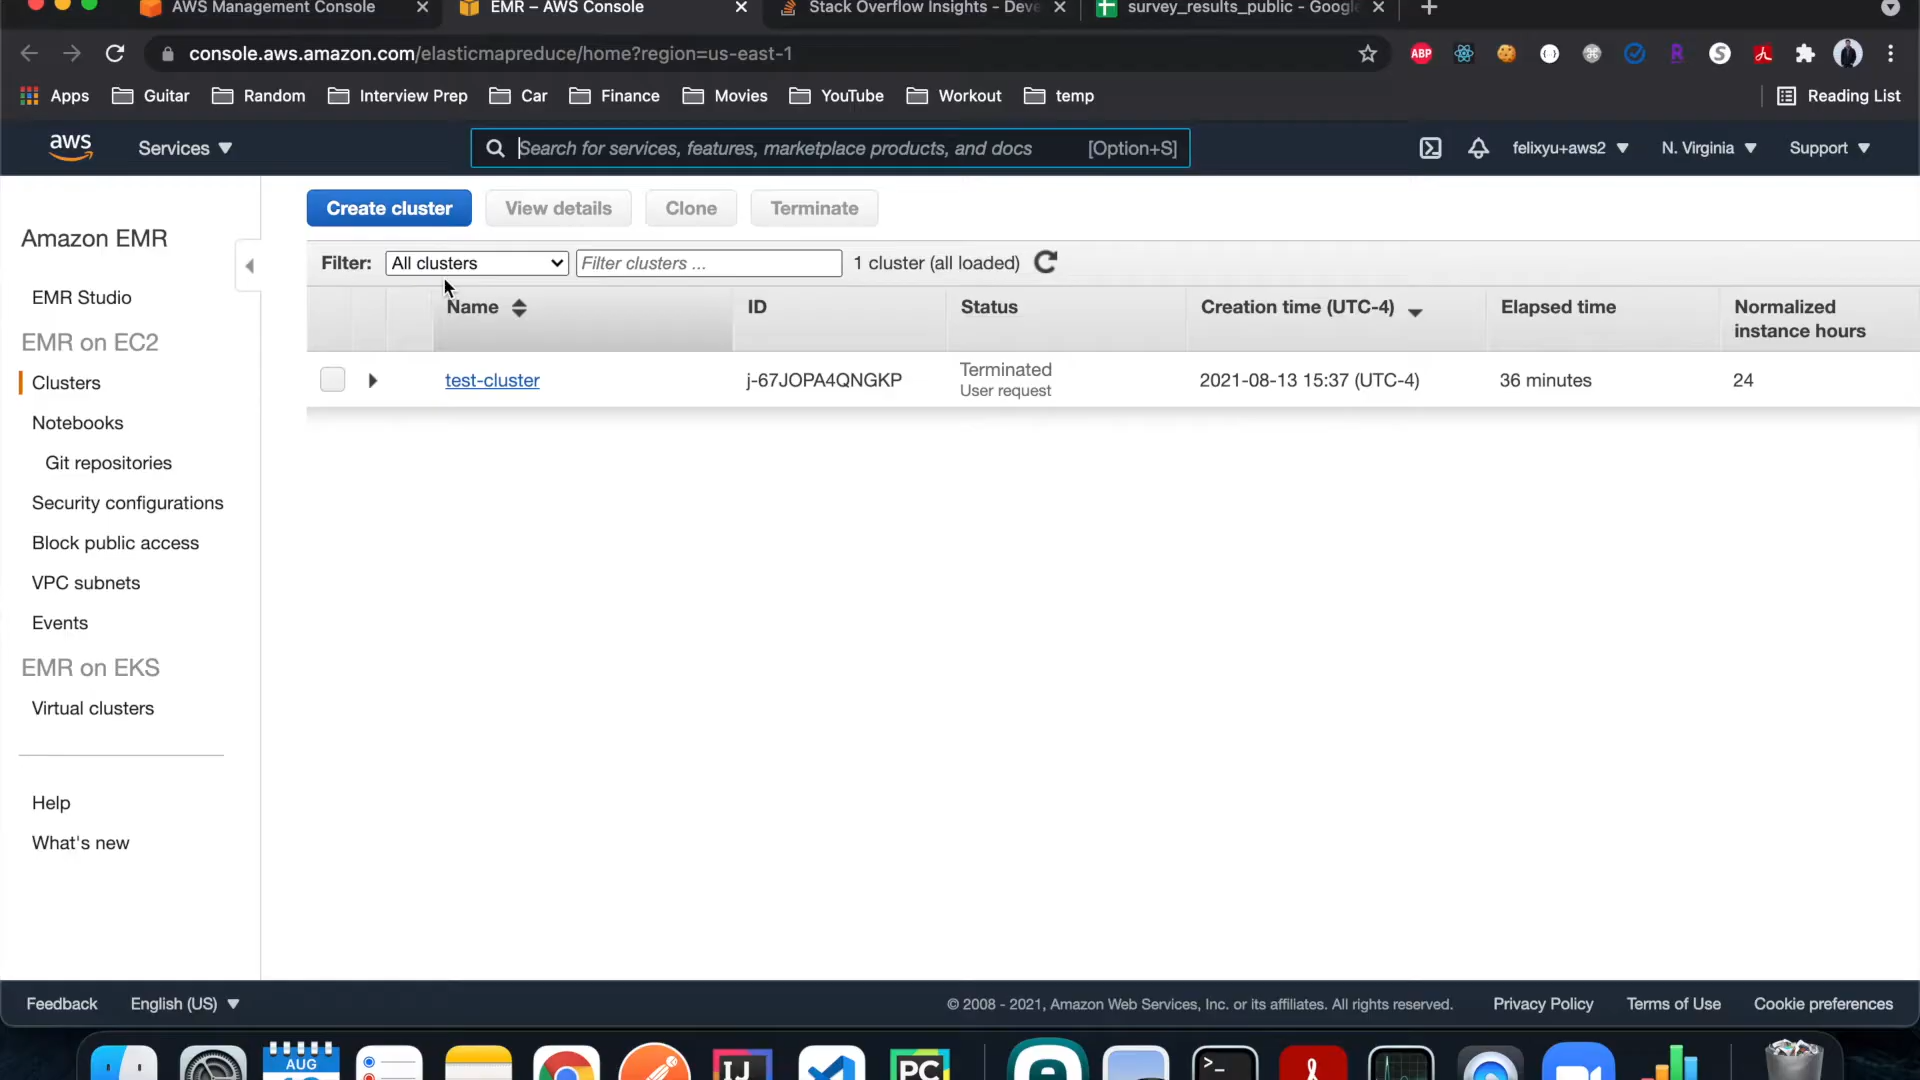 AWS Management Console
EMR – AWS Console
Stack Overflow Insights - Deve
survey_results_public - Google
console.aws.amazon.com/elasticmapreduce/home?region=us-east-1
ABP
Apps Guitar Random Interview Prep Car Finance Movies YouTube Workout temp Reading List
aws Services Search for services, features, marketplace products, and docs [Option+S] felixyu+aws2 N. Virginia Support
Create cluster View details Clone Terminate
Amazon EMR
Filter: All clusters Filter clusters ... 1 cluster (all loaded)
EMR Studio
EMR on EC2
Clusters
Notebooks
Git repositories
Security configurations
Block public access
VPC subnets
Events
EMR on EKS
Virtual clusters
Help
What's new
Name ID Status Creation time (UTC-4) Elapsed time Normalized
instance hours
test-cluster j-67JOPA4QNGKP Terminated 2021-08-13 15:37 (UTC-4) 36 minutes 24
User request
Feedback English (US) © 2008 - 2021, Amazon Web Services, Inc. or its affiliates. All rights reserved. Privacy Policy Terms of Use Cookie preferences
AUG
IJ
PC